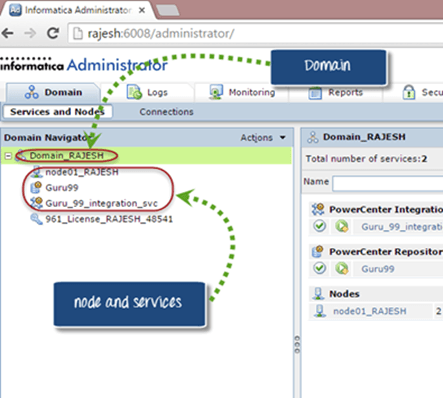 Informatica Administrator
rajesh:6008/administrator/
informatica Administrator
Domain
Domain
Logs
Monitoring
Reports
Secu
Services and Nodes
Connections
Domain Navigator
Actions
Domain_RAJESH
node01_RAJESH
Guru99
Guru_99_integration_svc
961_License_RAJESH_48541
node and services
Domain_RAJESH
Total number of services:2
Name
PowerCenter Integratio
Guru_99_integrati
PowerCenter Repositor
Guru99
Nodes
node01_RAJESH
2